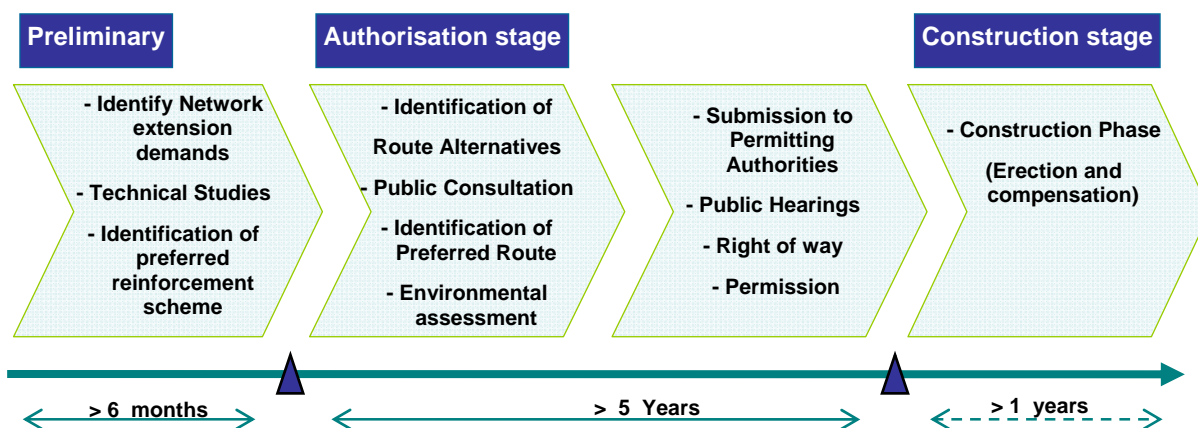 Preliminary
Authorisation stage
Construction stage
- Identify Network
extension
demands
- Technical Studies
- Identification of
preferred
reinforcement
scheme
- Identification of
Route Alternatives
- Public Consultation
- Identification of
Preferred Route
- Environmental
assessment
- Submission to
Permitting
Authorities
- Public Hearings
- Right of way
- Permission
- Construction Phase
(Erection and
compensation)
> 6 months
> 5 Years
> 1 years